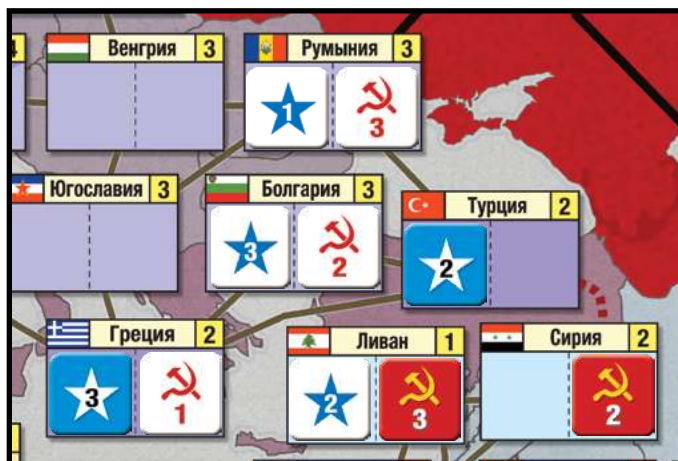 Венгрия 3
Румыния 3
1 3
Югославия 3
Болгария 3
3 2
Турция 2
2
Греция 2
3 1
Ливан 1
2 3
Сирия 2
2